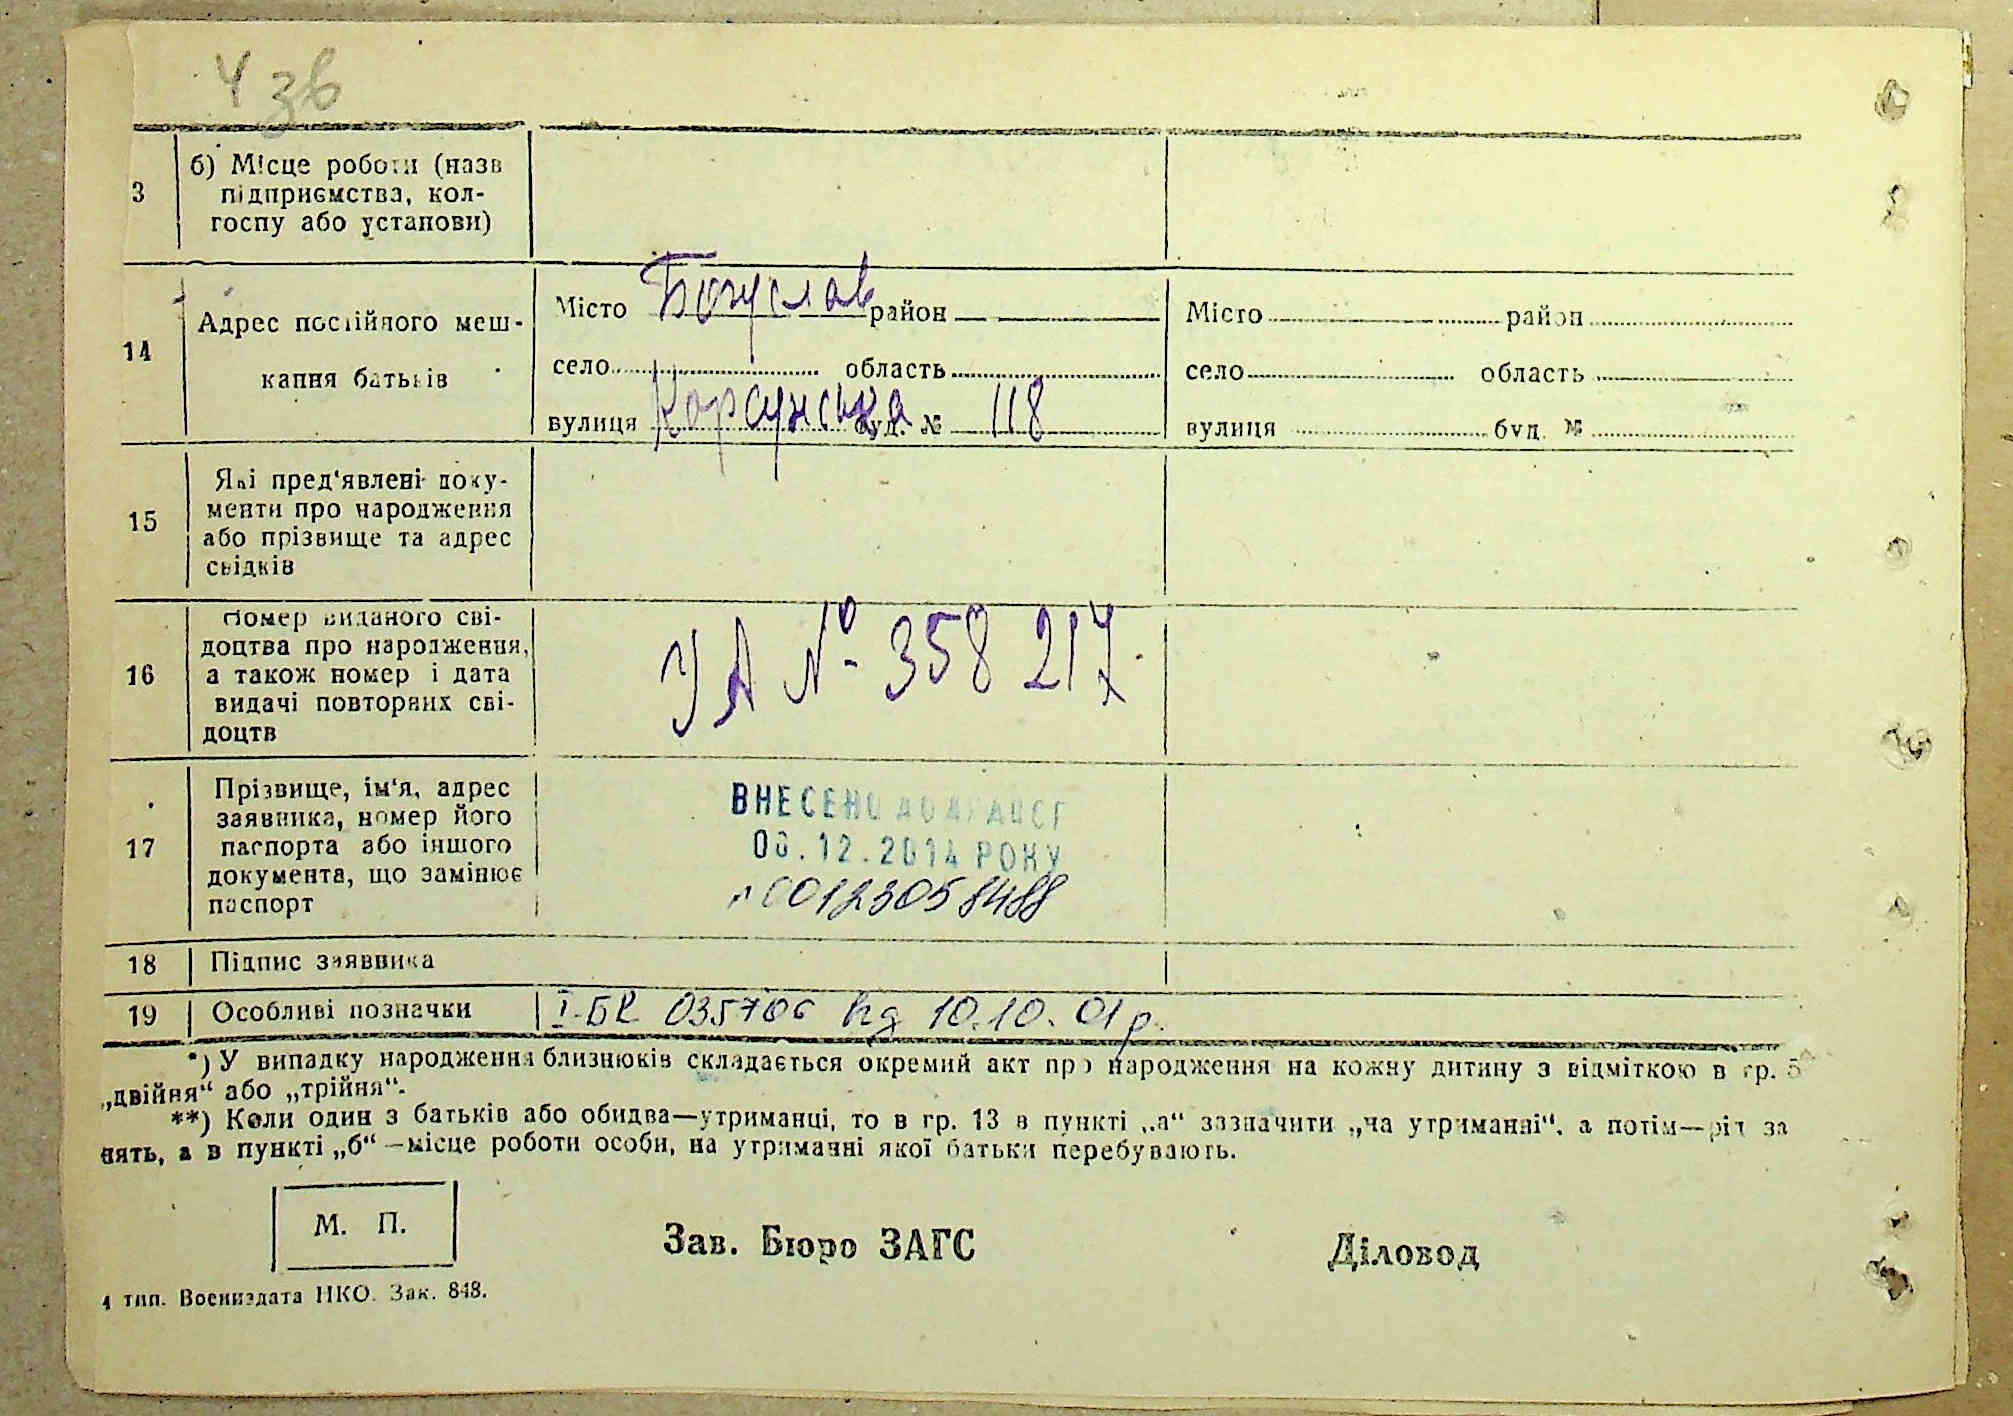 У зв
3 б) Місце роботи (назв
підприємства, кол-
госпу або установи)
14 Адрес постійного меш-
кання батьків
Місто Богуслав район
село область
вулиця Корсунська буд. № 118
Місто район
село область
вулиця буд. №
15 Які пред'явлені доку-
менти про народження
або прізвище та адрес
свідків
16 Номер виданого сві-
доцтва про народження,
а також номер і дата
видачі повторних сві-
доцтв
УА № 358 217
17 Прізвище, ім'я, адрес
заявника, номер його
паспорта або іншого
документа, що замінює
паспорт
ВНЕСЕНО ДО ДРАЦСГ
12.2014 РОКУ
00123058488
18 Підпис заявника
19 Особливі позначки I-БК 035706 від 10.10.01р.
*) У випадку народження близнюків складається окремий акт про народження на кожну дитину з відміткою в гр. 5
„двійня“ або „трійня“.
**) Коли один з батьків або обидва—утриманці, то в гр. 13 в пункті „а“ зазначити „на утриманні“, а потім—рід за
нять, а в пункті „б“ —місце роботи особи, на утриманні якої батьки перебувають.
М. П.
Зав. Бюро ЗАГС
Діловод
4 тип. Воениздата НКО. Зак. 848.